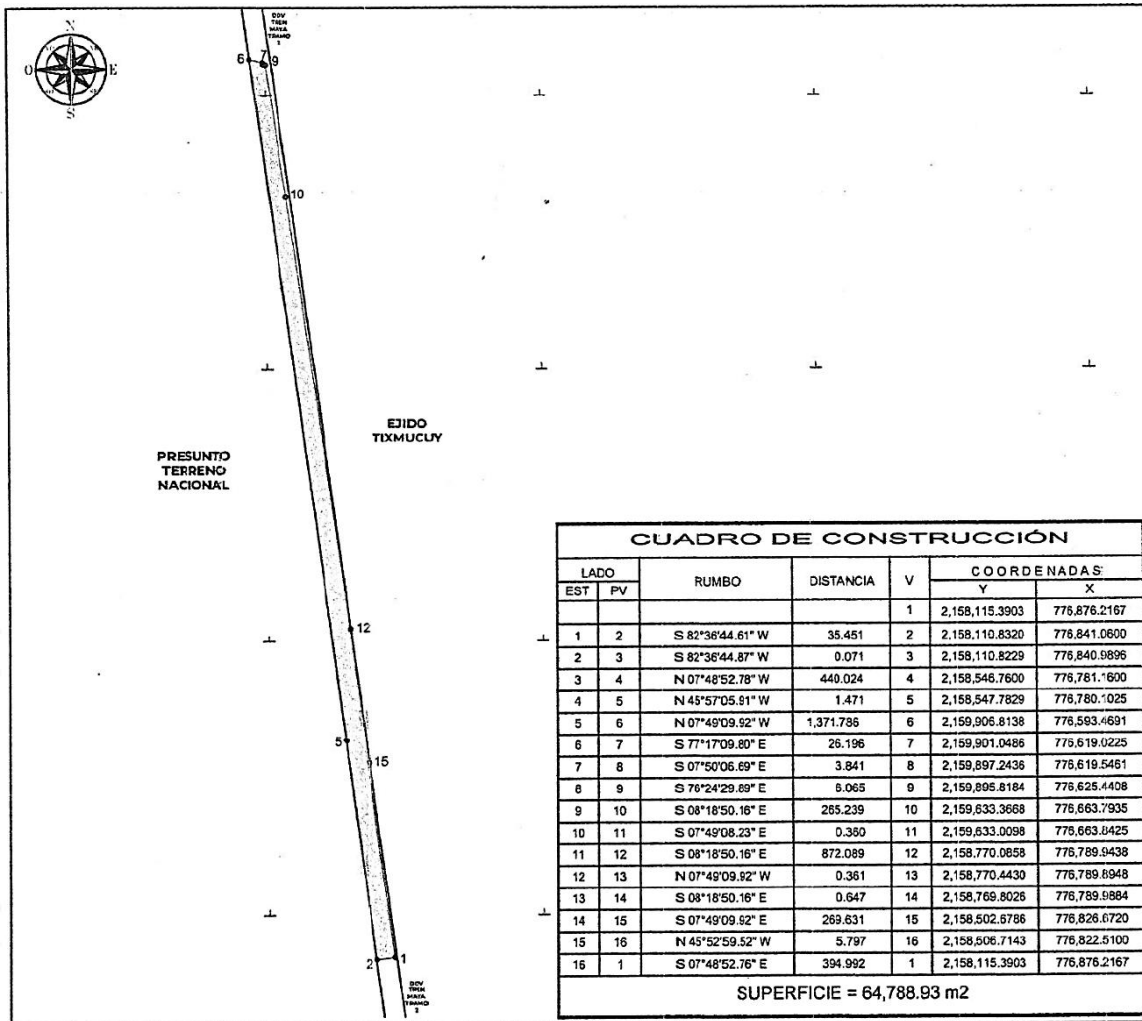 DDV
TREN
MAYA
TRAMO
N
O
E
S
6
7
9
10
EJIDO
TIXMUCUY
PRESUNTO
TERRENO
NACIONAL
12
5
15
2
1
TREN
MAYA
TRAMO
2
CUADRO DE CONSTRUCCIÓN
LADO RUMBO DISTANCIA V COORDENADAS
EST PV Y X
1 2,158,115.3903 776,876.2167
1 2 S 82°36'44.61" W 35.451 2 2,158,110.8320 776,841.0600
2 3 S 82°36'44.87" W 0.071 3 2,158,110.8229 776,840.9896
3 4 N 07°48'52.78" W 440.024 4 2,158,546.7600 776,781.1600
4 5 N 45°57'05.91" W 1.471 5 2,158,547.7829 776,780.1025
5 6 N 07°49'09.92" W 1,371.786 6 2,159,906.8138 776,593.4691
6 7 S 77°17'09.80" E 26.196 7 2,159,901.0486 776,619.0225
7 8 S 07°50'06.69" E 3.841 8 2,159,897.2436 776,619.5461
8 9 S 76°24'29.89" E 6.065 9 2,159,895.8184 776,625.4408
9 10 S 08°18'50.16" E 265.239 10 2,159,633.3668 776,663.7935
10 11 S 07°49'08.23" E 0.360 11 2,159,633.0098 776,663.8425
11 12 S 08°18'50.16" E 872.089 12 2,158,770.0858 776,789.9438
12 13 N 07°49'09.92" W 0.361 13 2,158,770.4430 776,789.8948
13 14 S 08°18'50.16" E 0.647 14 2,158,769.8026 776,789.9884
14 15 S 07°49'09.92" E 269.631 15 2,158,502.6786 776,826.6720
15 16 N 45°52'59.52" W 5.797 16 2,158,506.7143 776,822.5100
16 1 S 07°48'52.76" E 394.992 1 2,158,115.3903 776,876.2167
SUPERFICIE = 64,788.93 m2